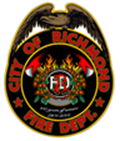 CITY OF RICHMOND
FD
FIRE DEPT.